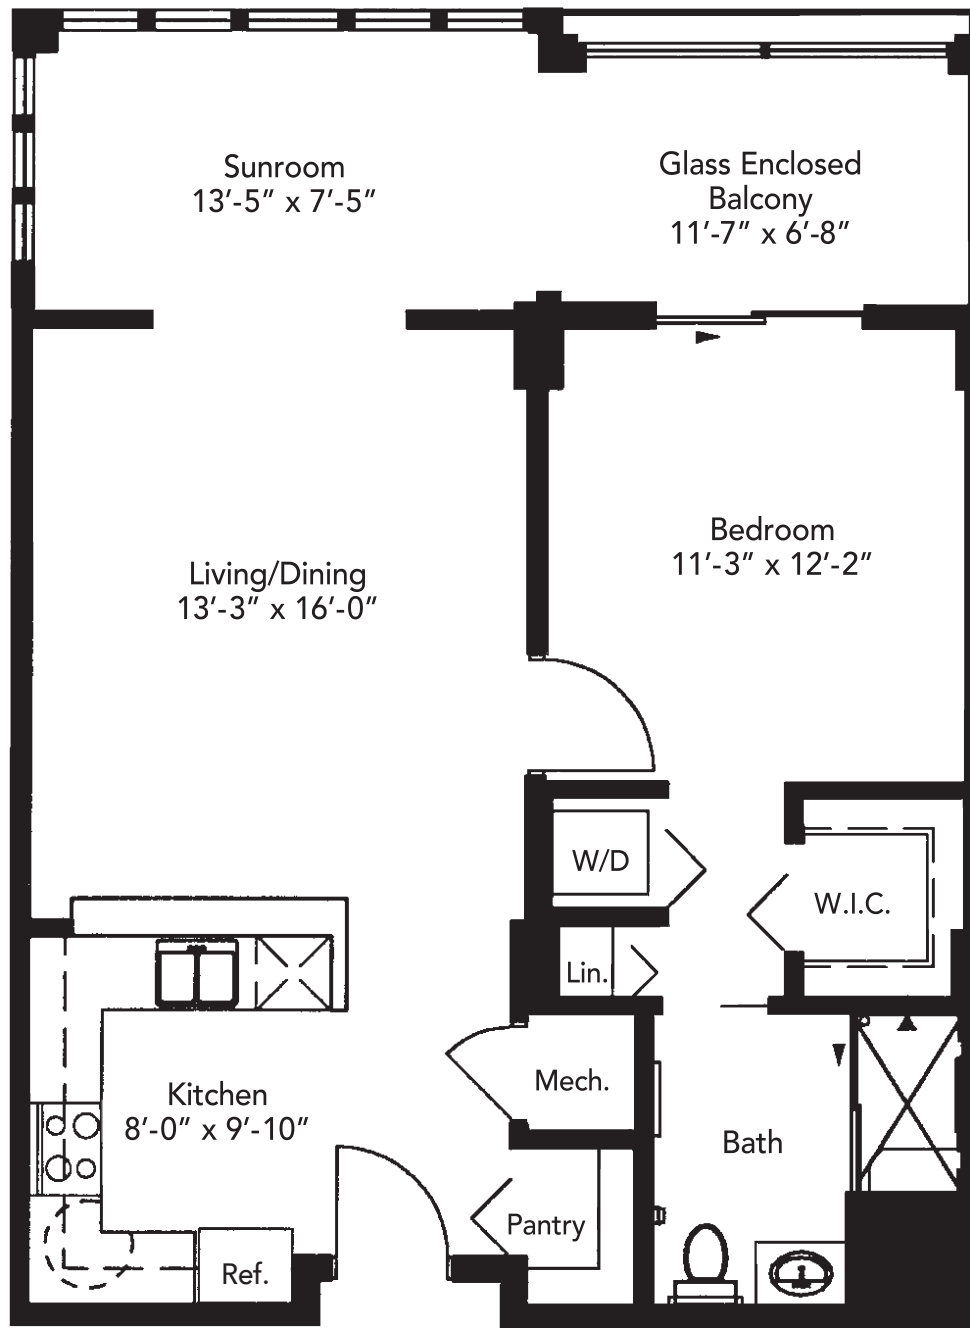 Sunroom
13'-5" x 7'-5"
Glass Enclosed
Balcony
11'-7" x 6'-8"
Living/Dining
13'-3" x 16'-0"
Bedroom
11'-3" x 12'-2"
W/D
W.I.C.
Lin.
Kitchen
8'-0" x 9'-10"
Mech.
Bath
Pantry
Ref.